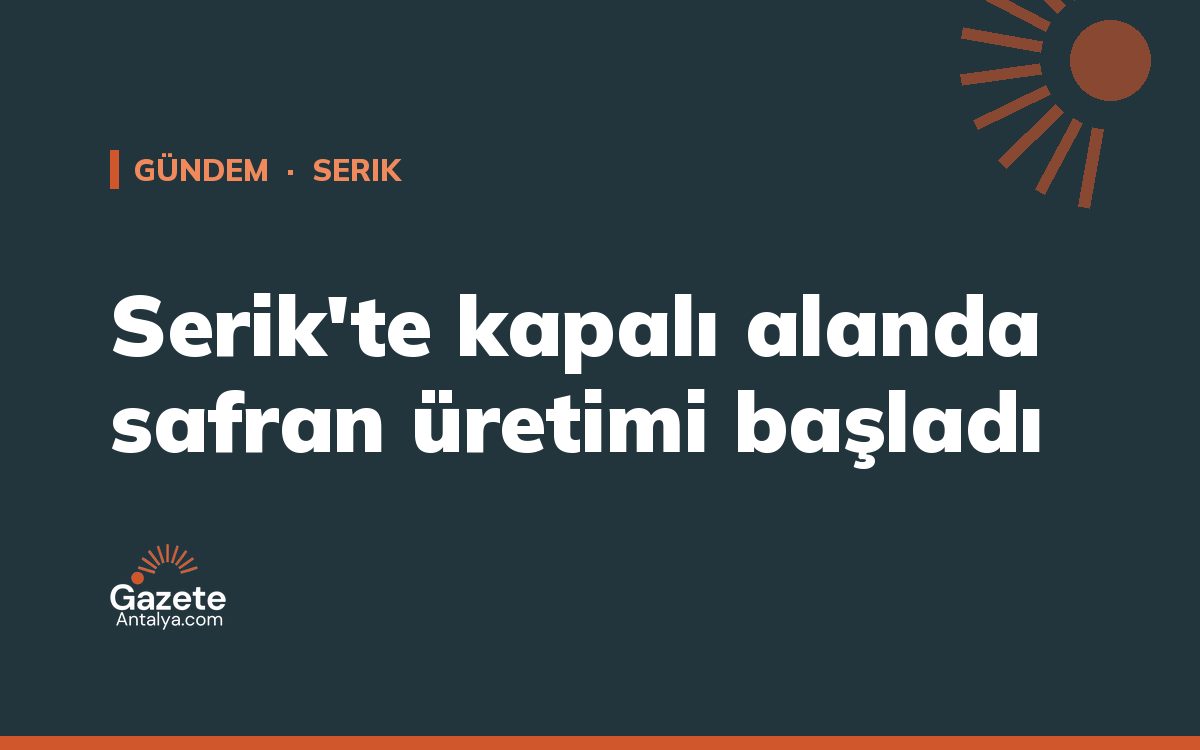 GÜNDEM · SERIK
Serik'te kapalı alanda
safran üretimi başladı
Gazete
Antalya.com